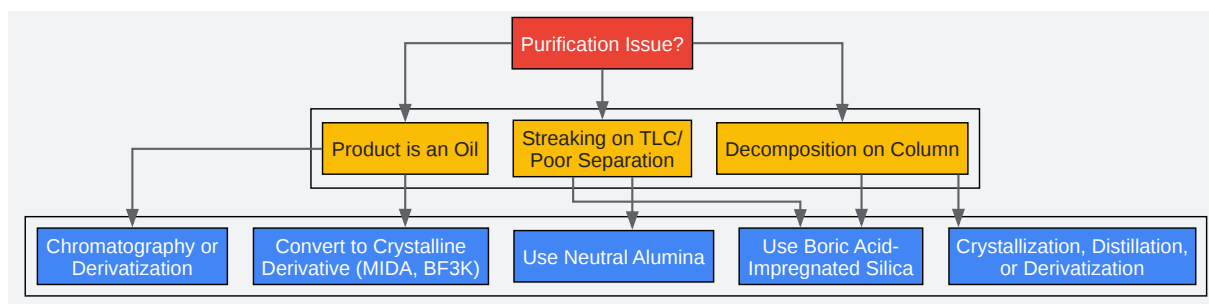 Purification Issue?
Product is an Oil
Streaking on TLC/
Poor Separation
Decomposition on Column
Chromatography or
Derivatization
Convert to Crystalline
Derivative (MIDA, BF3K)
Use Neutral Alumina
Use Boric Acid-
Impregnated Silica
Crystallization, Distillation,
or Derivatization